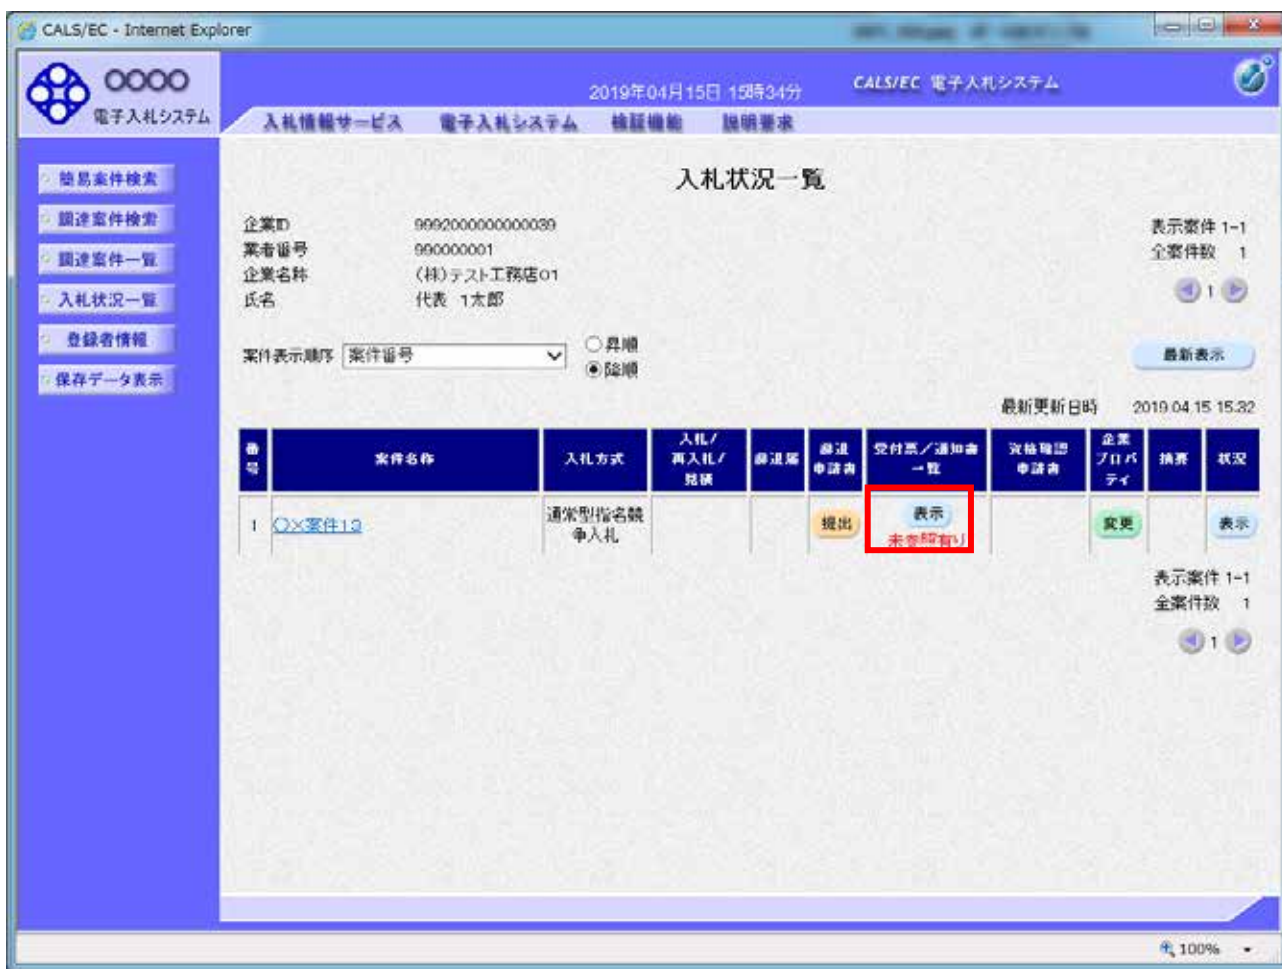 CALS/EC - Internet Explorer
○○○○
電子入札システム
2019年04月15日 15時34分
CALS/EC 電子入札システム
入札情報サービス 電子入札システム 検証機能 説明要求
簡易案件検索
調達案件検索
調達案件一覧
入札状況一覧
登録者情報
保存データ表示
入札状況一覧
企業ID 9992000000000039
業者番号 990000001
企業名称 (株)テスト工務店01
氏名 代表 1太郎
表示案件 1-1
全案件数 1
1
案件表示順序 案件番号
昇順
降順
最新表示
最新更新日時 2019.04.15 15:32
番号 案件名称 入札方式 入札/再入札/見積 辞退届 辞退申請書 受付票/通知書一覧 資格確認申請書 企業プロパティ 摘要 状況
1 ○×案件13 通常型指名競争入札 提出 表示 変更 表示
未参照有り
表示案件 1-1
全案件数 1
1
100%